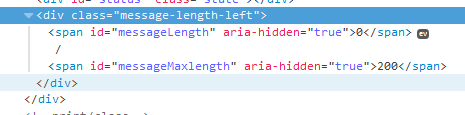 <div class="message-length-left">
<span id="messageLength" aria-hidden="true">0</span> ev
/
<span id="messageMaxlength" aria-hidden="true">200</span>
</div>
</div>